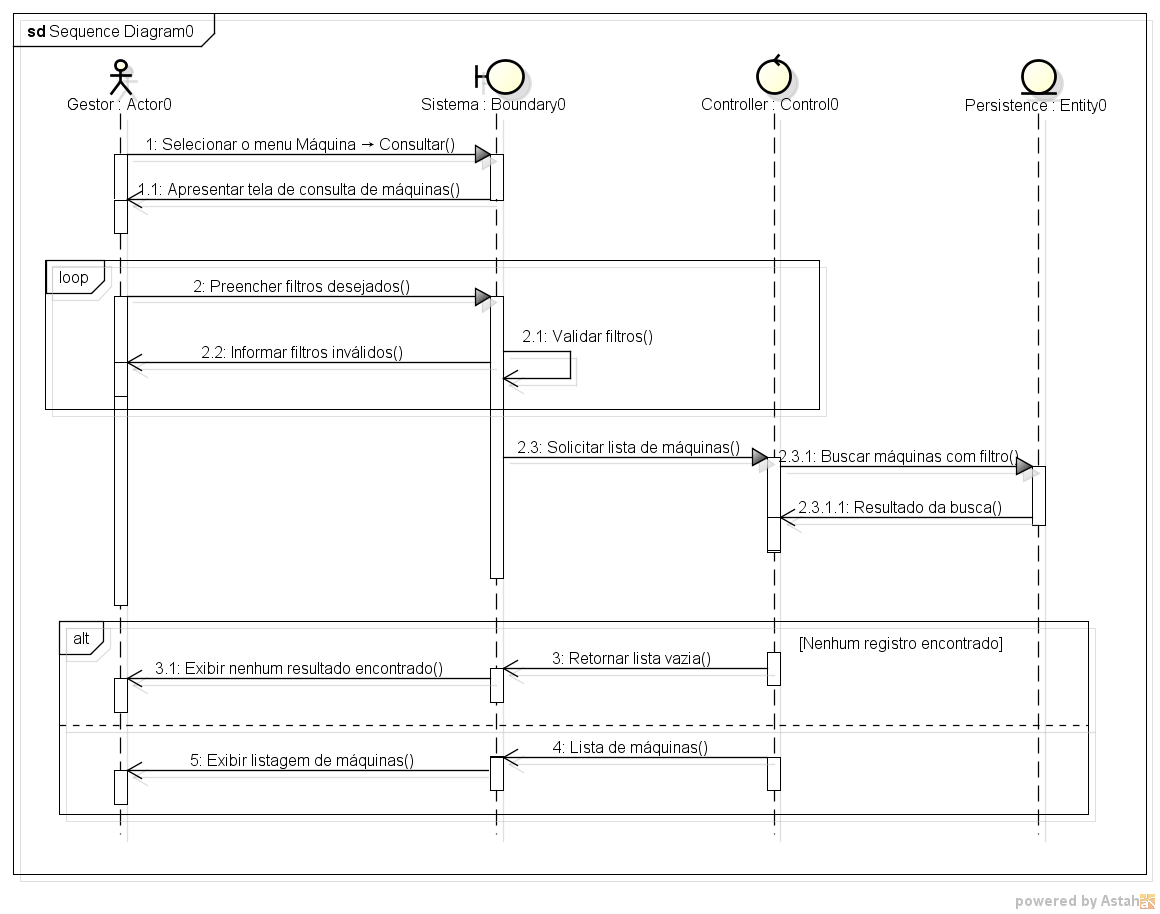 sd Sequence Diagram0
Gestor : Actor0
Sistema : Boundary0
Controller : Control0
Persistence : Entity0
1: Selecionar o menu Máquina → Consultar()
1.1: Apresentar tela de consulta de máquinas()
loop
2: Preencher filtros desejados()
2.1: Validar filtros()
2.2: Informar filtros inválidos()
2.3: Solicitar lista de máquinas()
2.3.1: Buscar máquinas com filtro()
2.3.1.1: Resultado da busca()
alt
[Nenhum registro encontrado]
3: Retornar lista vazia()
3.1: Exibir nenhum resultado encontrado()
4: Lista de máquinas()
5: Exibir listagem de máquinas()
powered by Astah